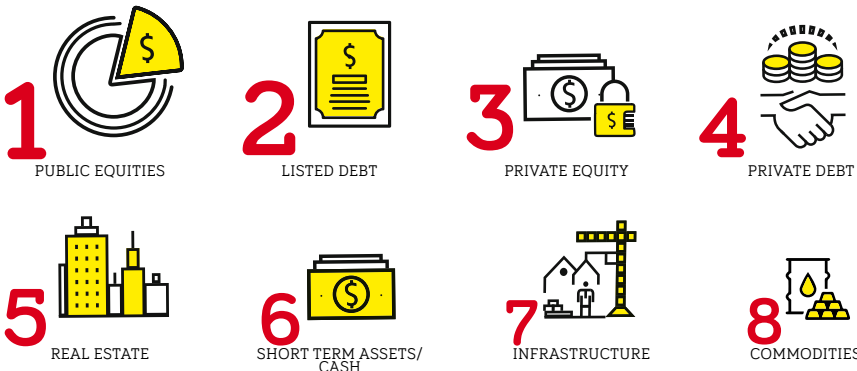 1
PUBLIC EQUITIES
$
2
LISTED DEBT
$
3
PRIVATE EQUITY
$
$
4
PRIVATE DEBT
5
REAL ESTATE
6
SHORT TERM ASSETS/
CASH
$
7
INFRASTRUCTURE
8
COMMODITIES